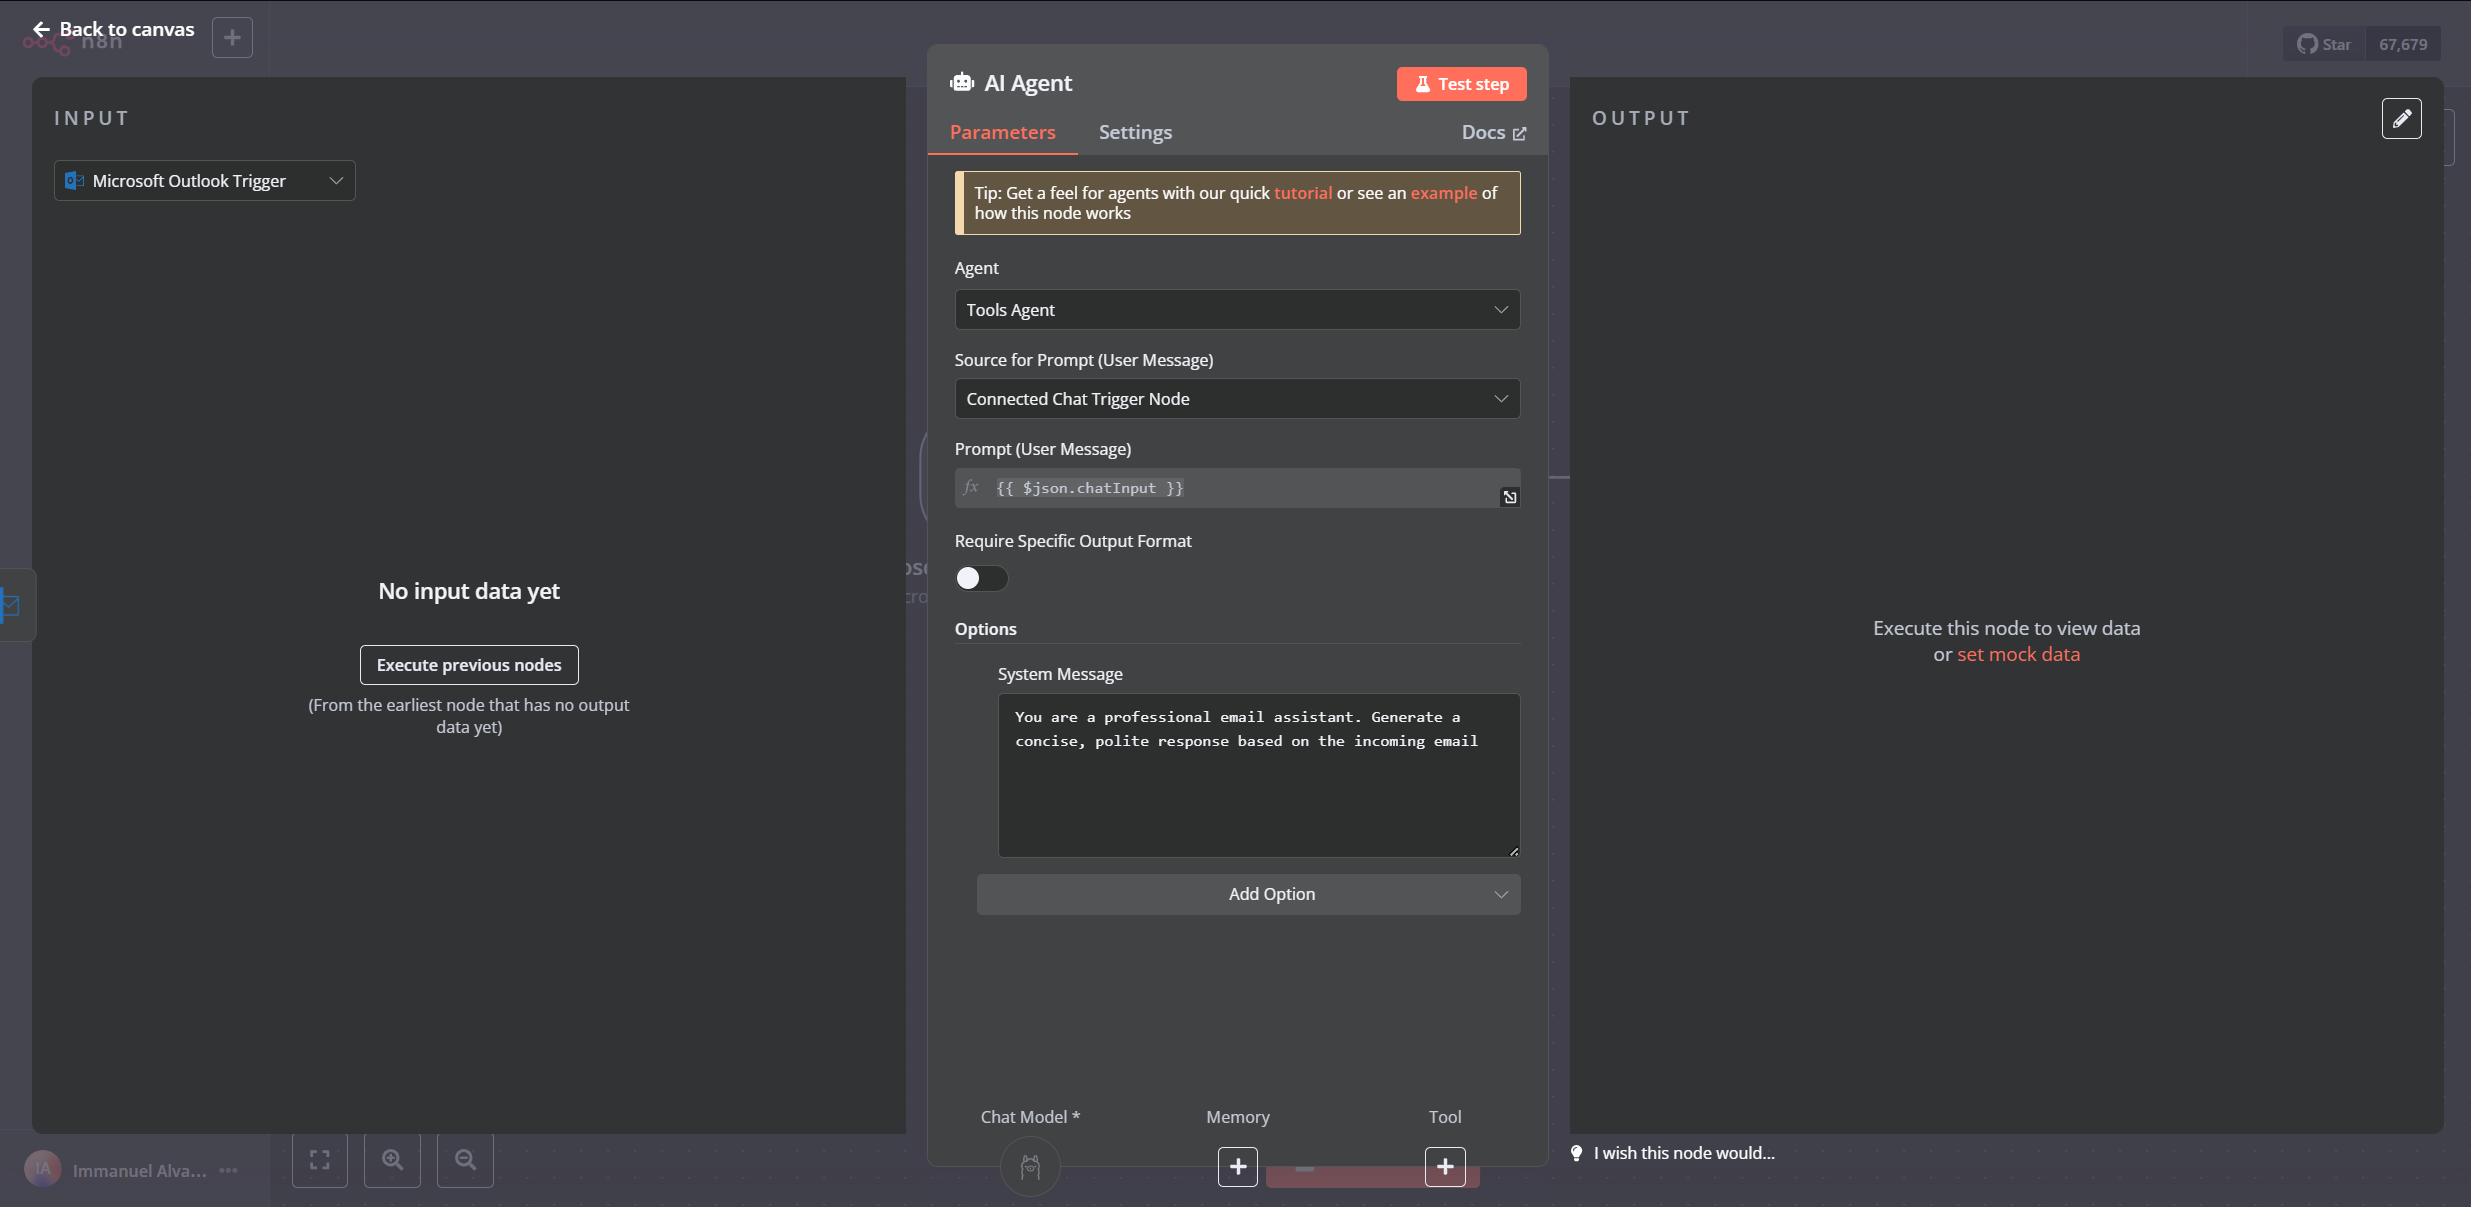 Back to canvas
n8n
Star
67,679
INPUT
Microsoft Outlook Trigger
No input data yet
Execute previous nodes
(From the earliest node that has no output
data yet)
AI Agent
Test step
Parameters
Settings
Docs
Tip: Get a feel for agents with our quick tutorial or see an example of
how this node works
Agent
Tools Agent
Source for Prompt (User Message)
Connected Chat Trigger Node
Prompt (User Message)
fx {{ $json.chatInput }}
Require Specific Output Format
Options
System Message
You are a professional email assistant. Generate a
concise, polite response based on the incoming email
Add Option
Chat Model *
Memory
Tool
OUTPUT
Execute this node to view data
or set mock data
I wish this node would...
IA
Immanuel Alva...